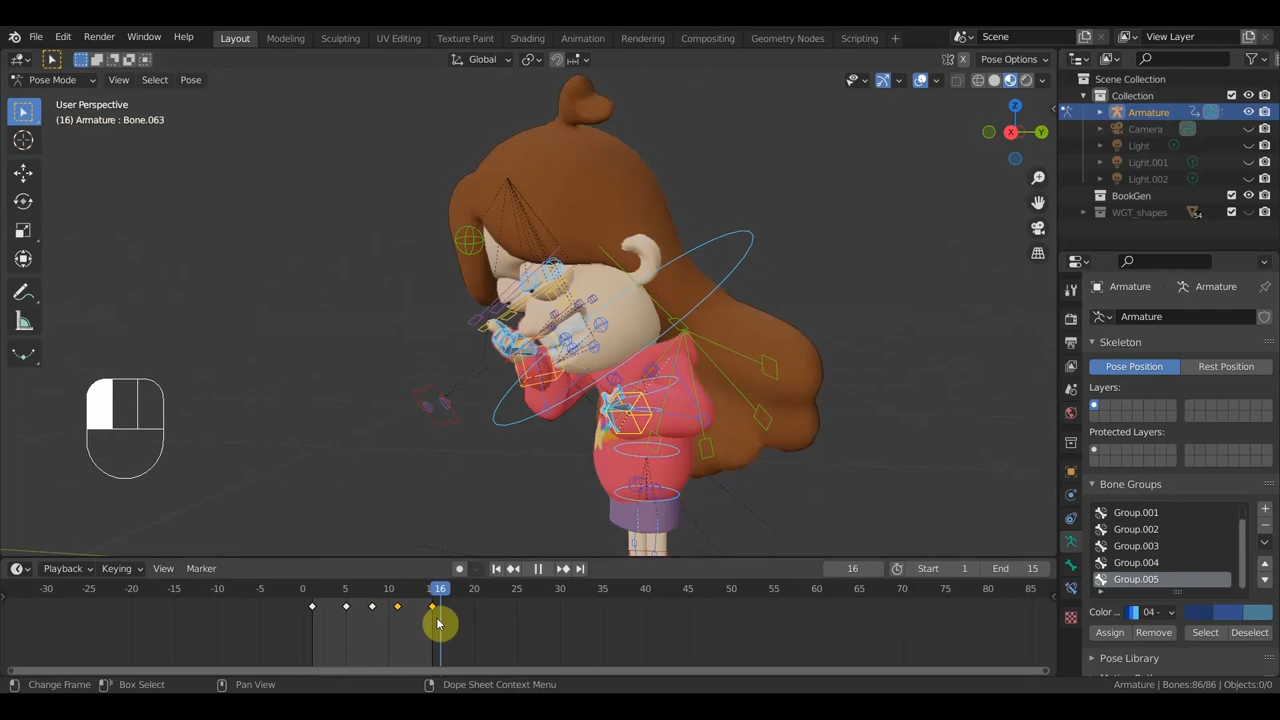 File Edit Render Window Help Layout Modeling Sculpting UV Editing Texture Paint Shading Animation Rendering Compositing Geometry Nodes Scripting + Scene View Layer
Global Pose Options
Pose Mode View Select Pose
User Perspective
(16) Armature : Bone.063
Z
Y
X
X
Scene Collection
Collection
Armature
Camera
Light
Light.001
Light.002
BookGen
WGT_shapes 54
Armature Armature
Armature
Skeleton
Pose Position Rest Position
Layers:
Protected Layers:
Bone Groups
Group.001
Group.002
Group.003
Group.004
Group.005
Color ... 04 -
Assign Remove Select Deselect
Pose Library
Playback Keying View Marker 16 Start 1 End 15
-30 -25 -20 -15 -10 -5 0 5 10 16 20 25 30 35 40 45 50 55 60 65 70 75 80 85
Change Frame Box Select Pan View Dope Sheet Context Menu Armature | Bones:86/86 | Objects:0/0